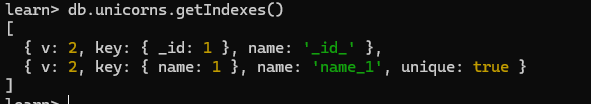 learn> db.unicorns.getIndexes()
[
  { v: 2, key: { _id: 1 }, name: '_id_' },
  { v: 2, key: { name: 1 }, name: 'name_1', unique: true }
]
learn>